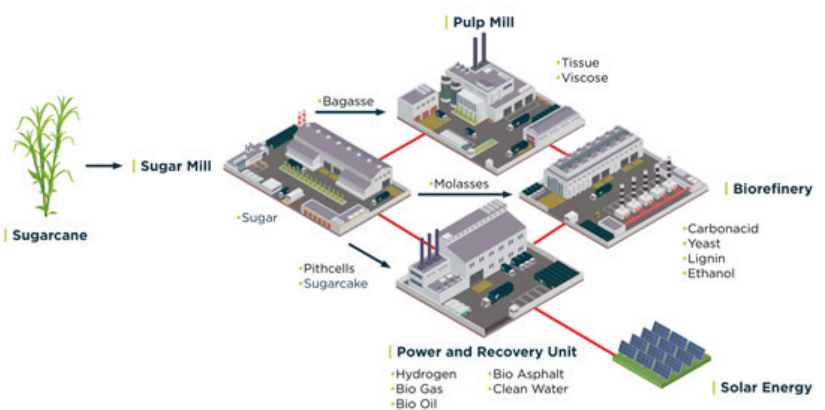 Pulp Mill
Tissue
Viscose
Bagasse
Sugar Mill
Molasses
Biorefinery
Sugarcane
Sugar
Carbonacid
Yeast
Lignin
Ethanol
Pithcells
Sugarcake
Power and Recovery Unit
Hydrogen
Bio Gas
Bio Oil
Bio Asphalt
Clean Water
Solar Energy